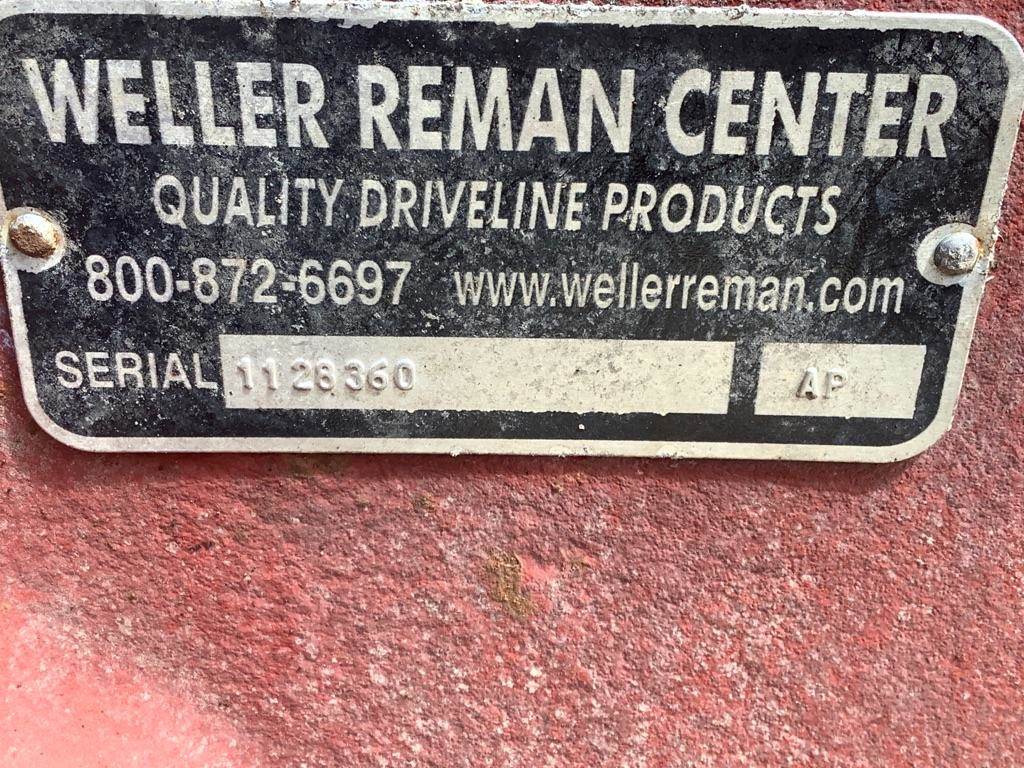 WELLER REMAN CENTER
QUALITY DRIVELINE PRODUCTS
800-872-6697 www.wellerreman.com
SERIAL 1128360 AP